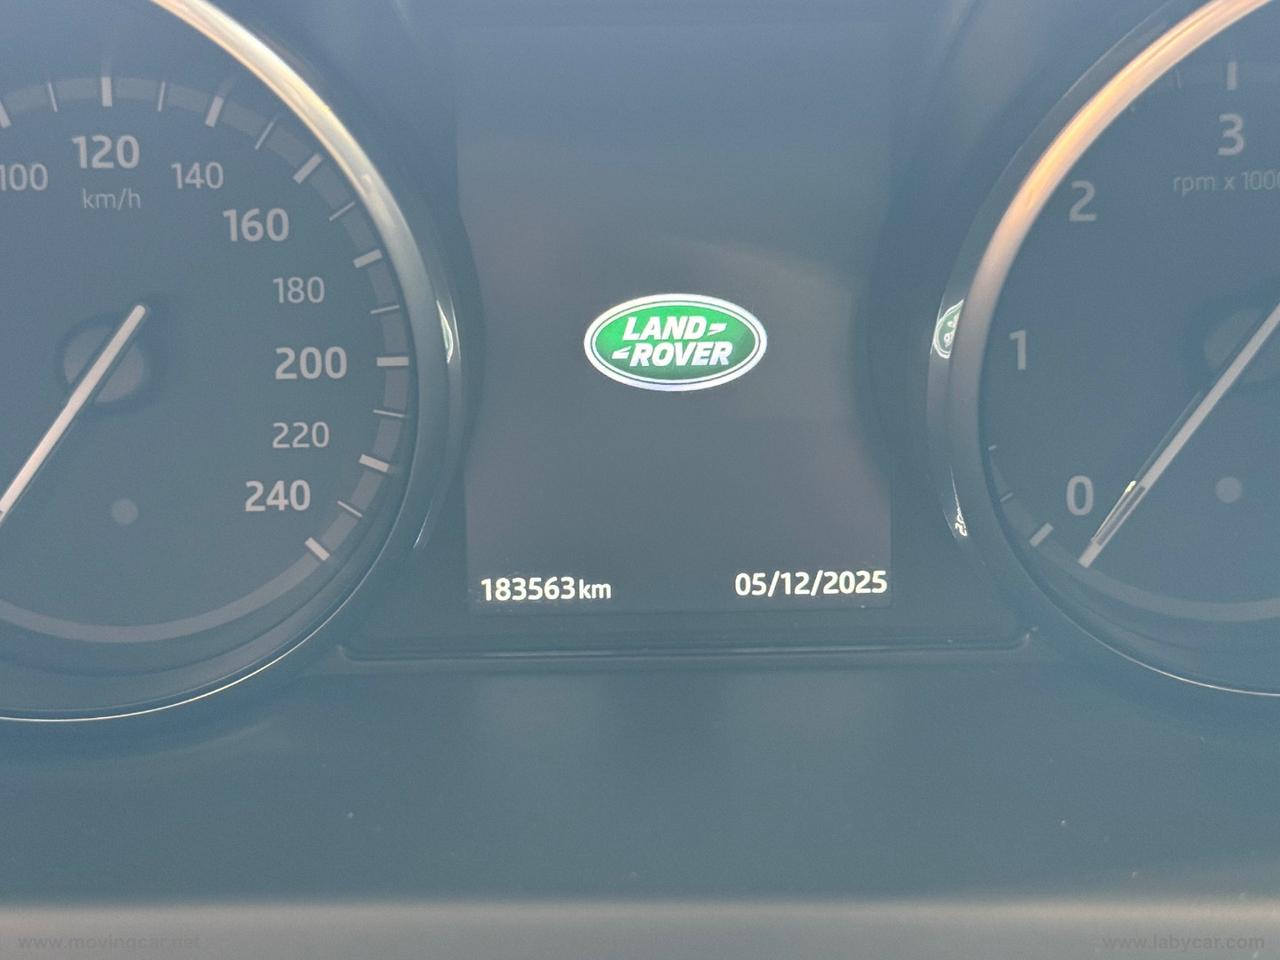 100
120
km/h
140
160
180
200
220
240
LAND
ROVER
183563km
05/12/2025
3
rpm x 1000
2
1
0
www.movingcar.net
www.labycar.com